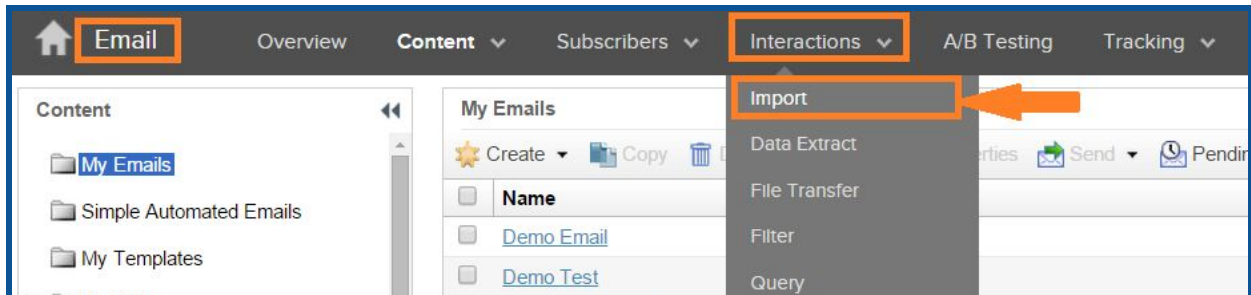 Email Overview Content Subscribers Interactions A/B Testing Tracking
Content
My Emails
Simple Automated Emails
My Templates
My Emails
Create Copy Send
Name
Demo Email
Demo Test
Import
Data Extract
File Transfer
Filter
Query